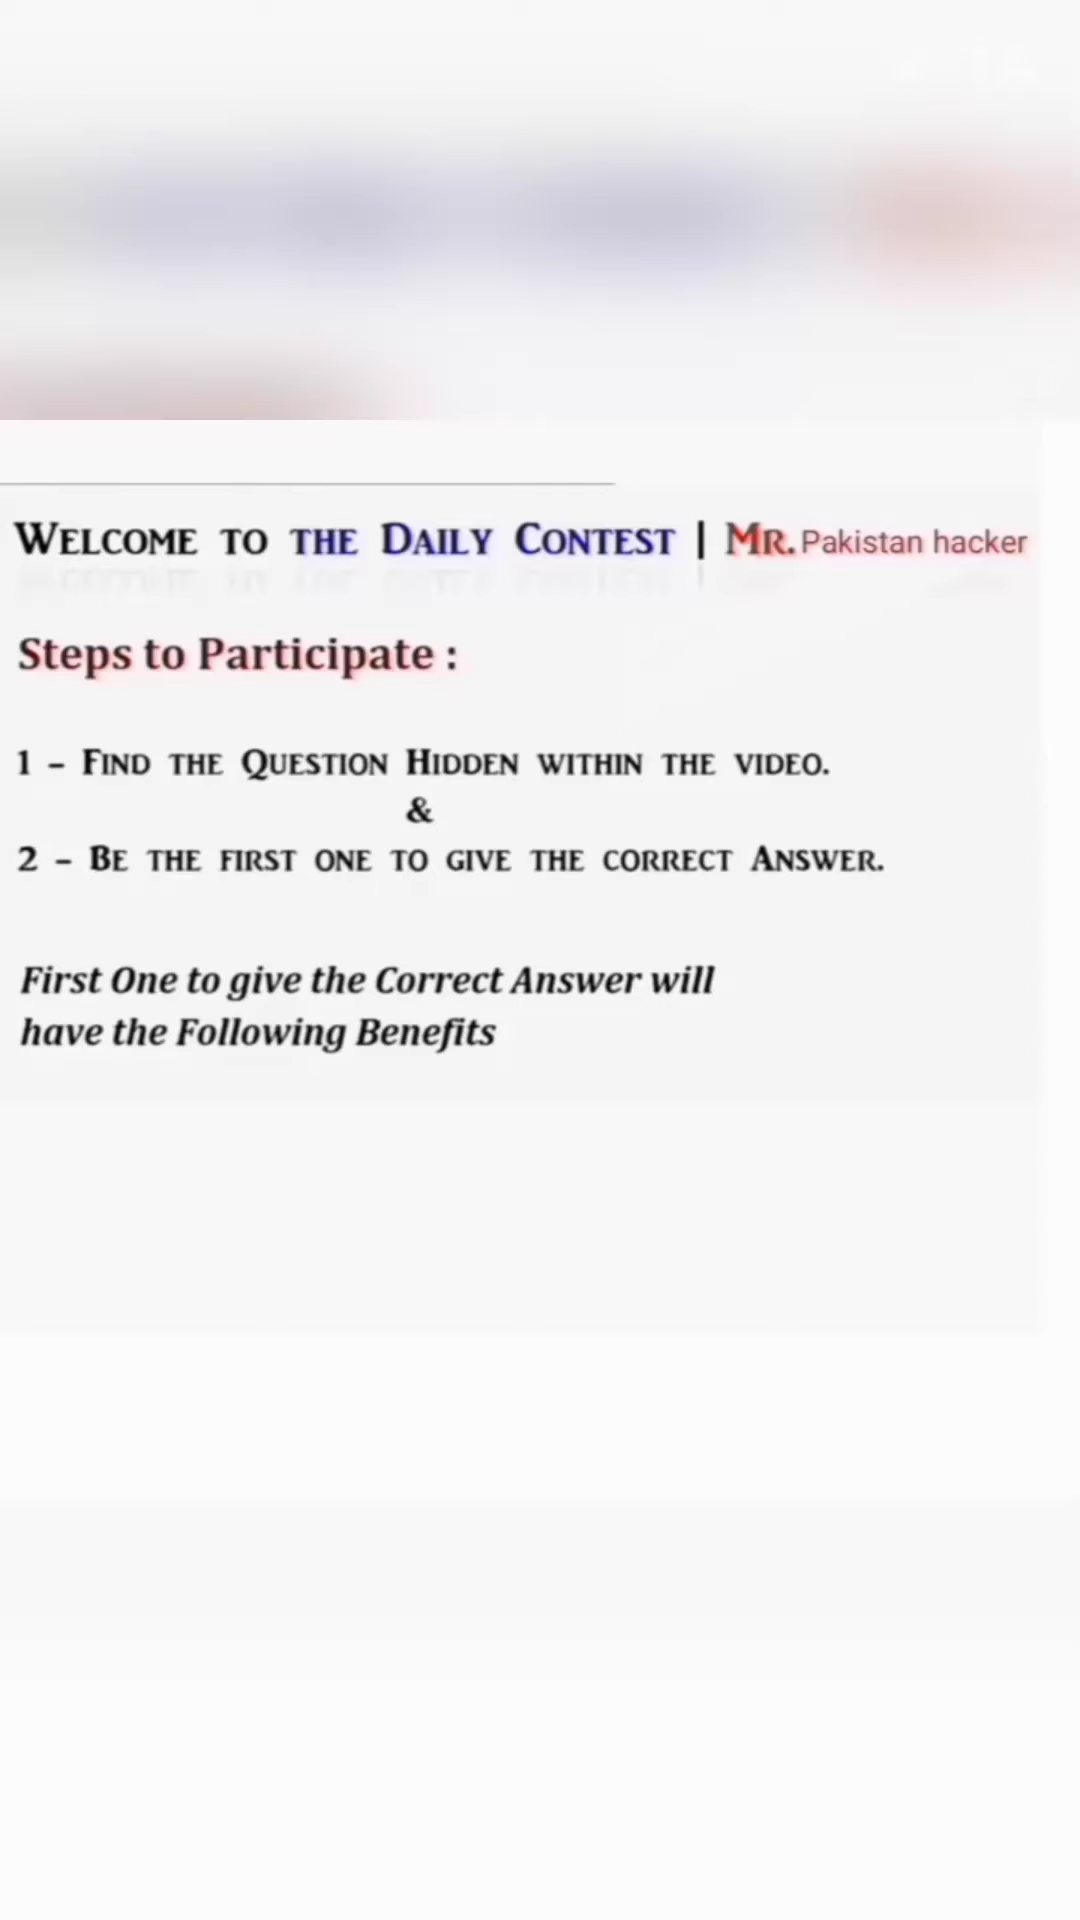 WELCOME TO THE DAILY CONTEST | MR. Pakistan hacker
Steps to Participate :
1 – FIND THE QUESTION HIDDEN WITHIN THE VIDEO.
&
2 – BE THE FIRST ONE TO GIVE THE CORRECT ANSWER.
First One to give the Correct Answer will
have the Following Benefits